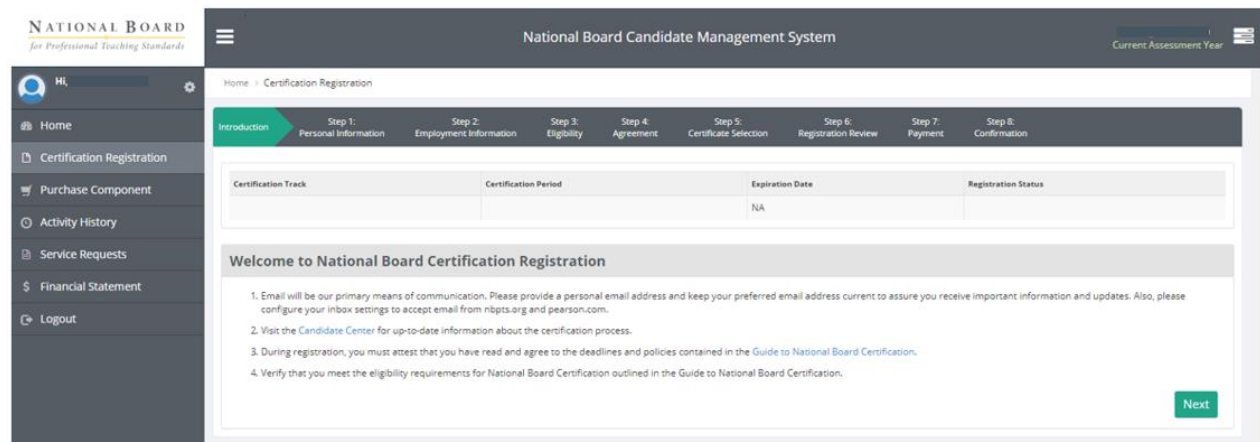 NATIONAL BOARD
for Professional Teaching Standards
National Board Candidate Management System
Current Assessment Year
Hi,
Home > Certification Registration
Home
Certification Registration
Purchase Component
Activity History
Service Requests
Financial Statement
Logout
Introduction
Step 1:
Personal Information
Step 2:
Employment Information
Step 3:
Eligibility
Step 4:
Agreement
Step 5:
Certificate Selection
Step 6:
Registration Review
Step 7:
Payment
Step 8:
Confirmation
Certification Track Certification Period Expiration Date Registration Status
NA
Welcome to National Board Certification Registration
1. Email will be our primary means of communication. Please provide a personal email address and keep your preferred email address current to assure you receive important information and updates. Also, please
configure your inbox settings to accept email from nbpts.org and pearson.com.
2. Visit the Candidate Center for up-to-date information about the certification process.
3. During registration, you must attest that you have read and agree to the deadlines and policies contained in the Guide to National Board Certification.
4. Verify that you meet the eligibility requirements for National Board Certification outlined in the Guide to National Board Certification.
Next